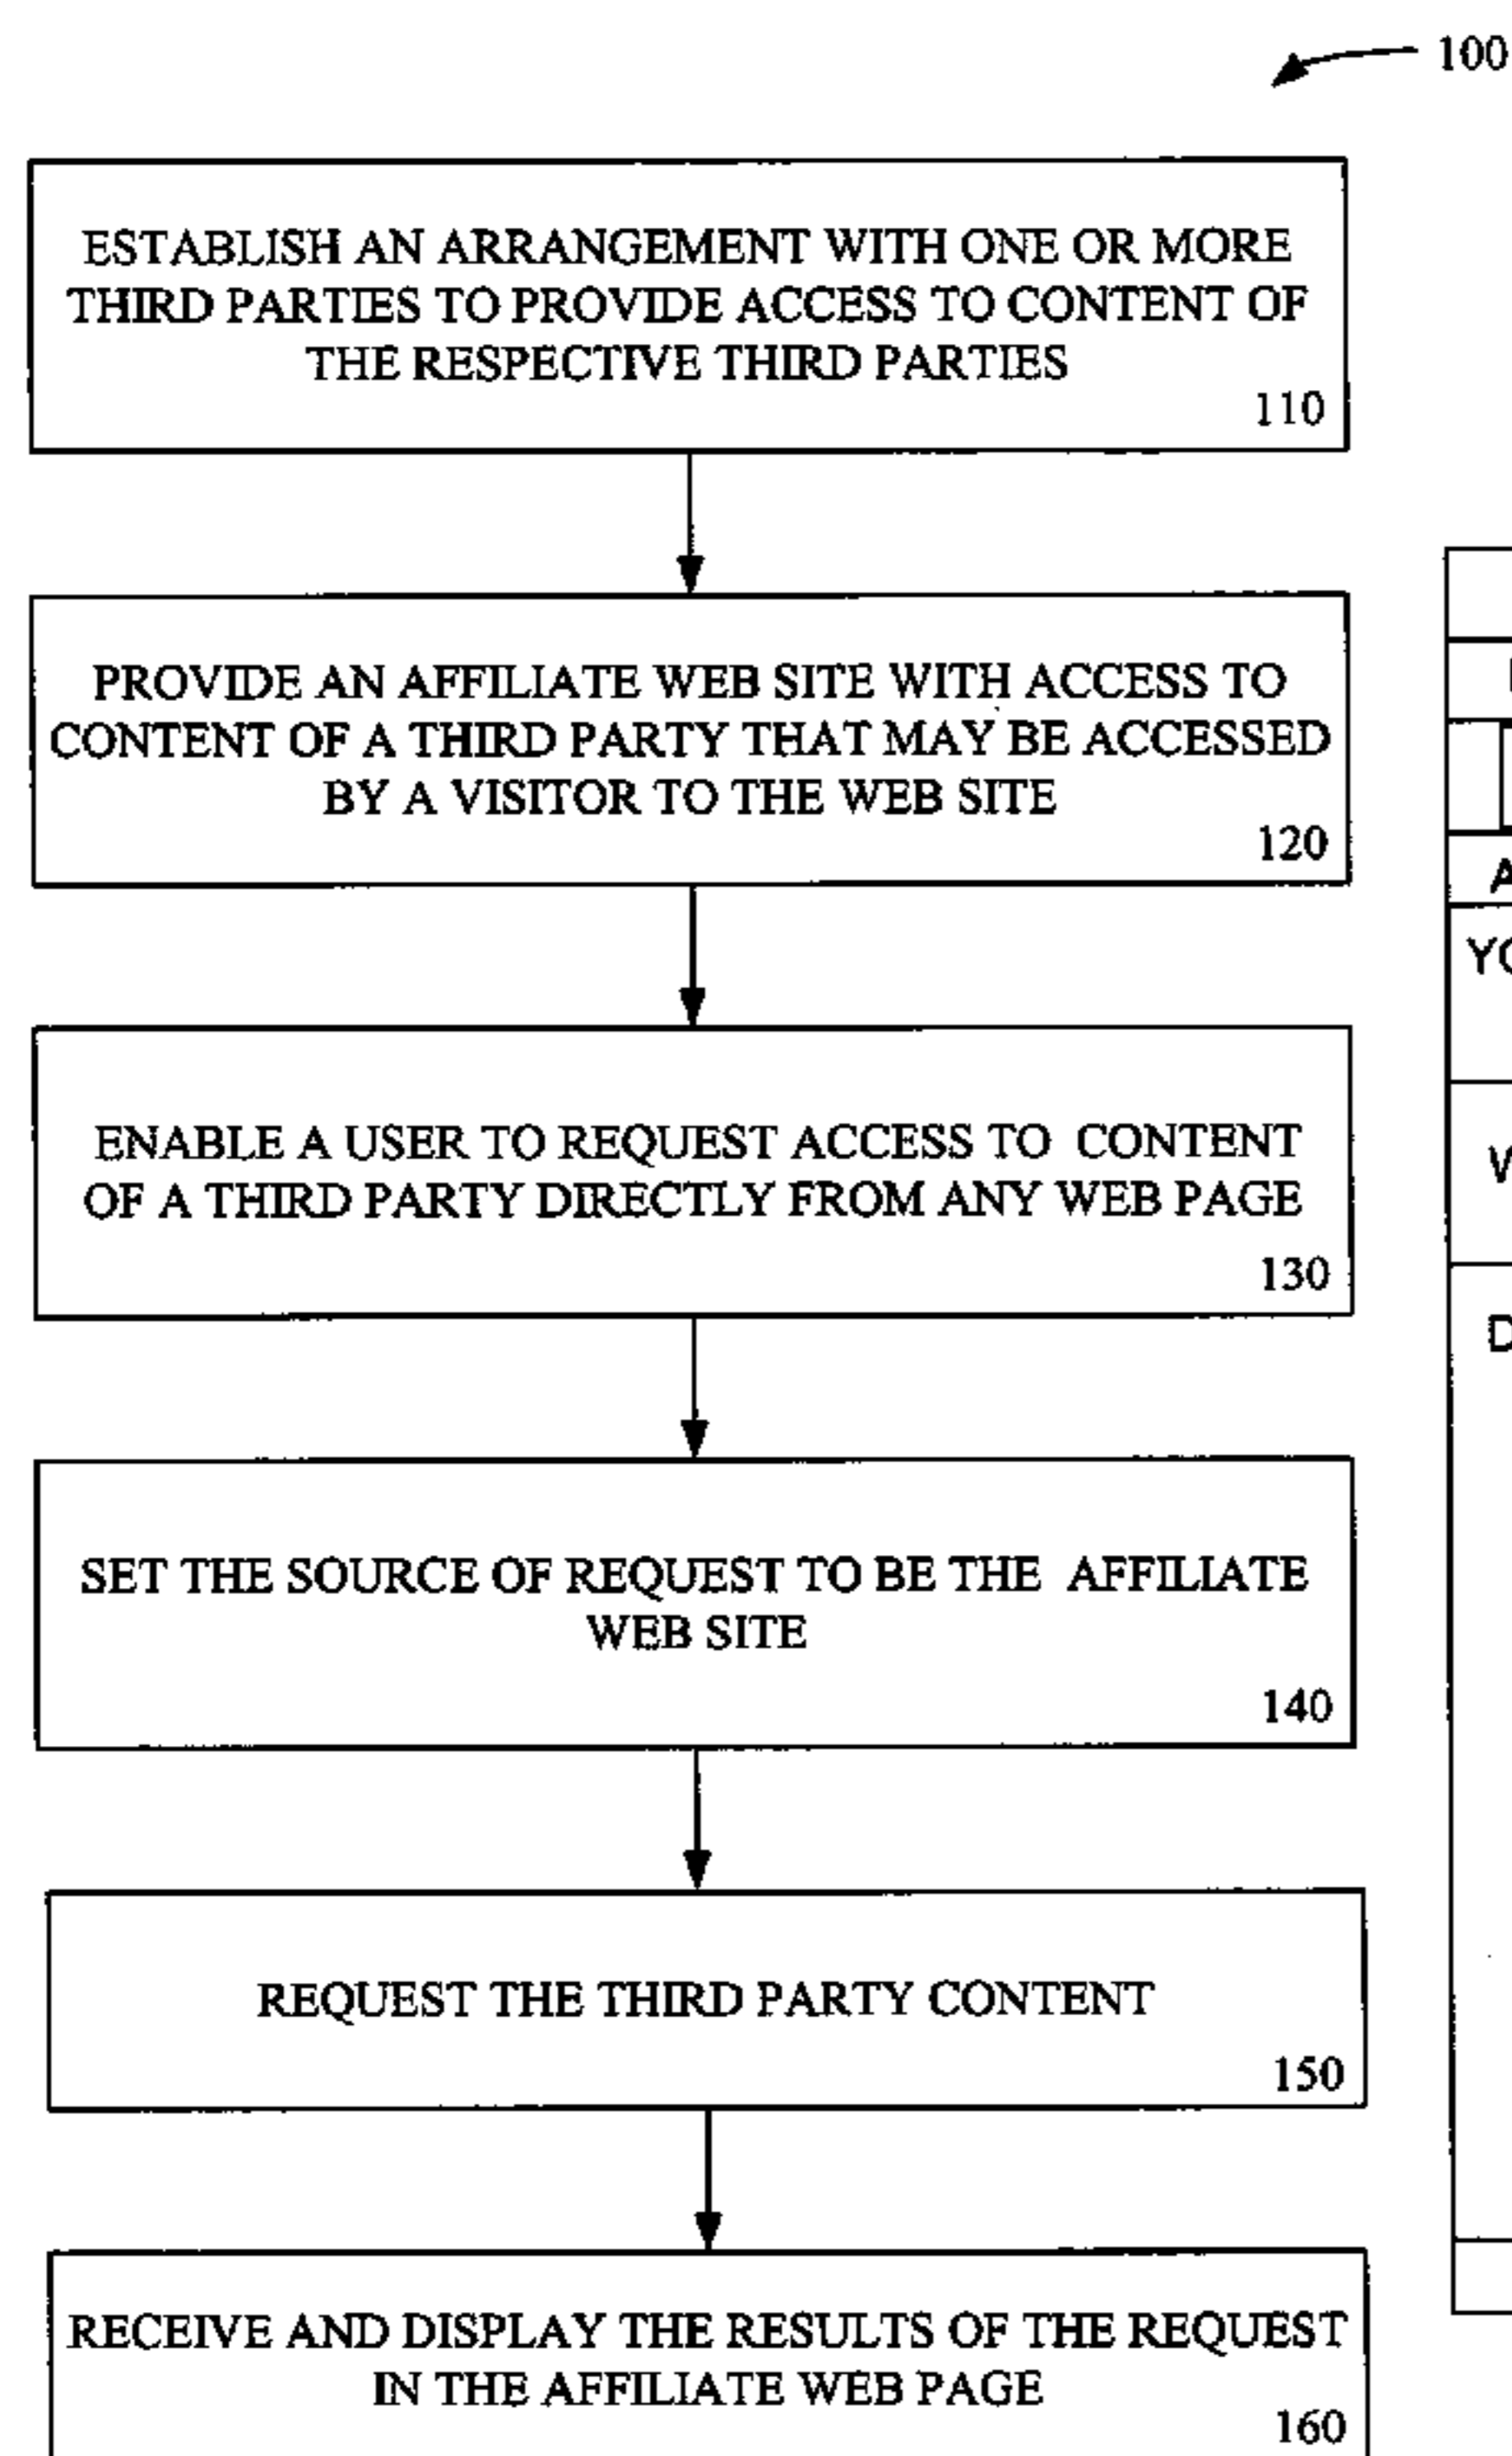 100
ESTABLISH AN ARRANGEMENT WITH ONE OR MORE
THIRD PARTIES TO PROVIDE ACCESS TO CONTENT OF
THE RESPECTIVE THIRD PARTIES
110
PROVIDE AN AFFILIATE WEB SITE WITH ACCESS TO
CONTENT OF A THIRD PARTY THAT MAY BE ACCESSED
BY A VISITOR TO THE WEB SITE
120
ENABLE A USER TO REQUEST ACCESS TO CONTENT
OF A THIRD PARTY DIRECTLY FROM ANY WEB PAGE
130
SET THE SOURCE OF REQUEST TO BE THE AFFILIATE
WEB SITE
140
REQUEST THE THIRD PARTY CONTENT
150
RECEIVE AND DISPLAY THE RESULTS OF THE REQUEST
IN THE AFFILIATE WEB PAGE
160